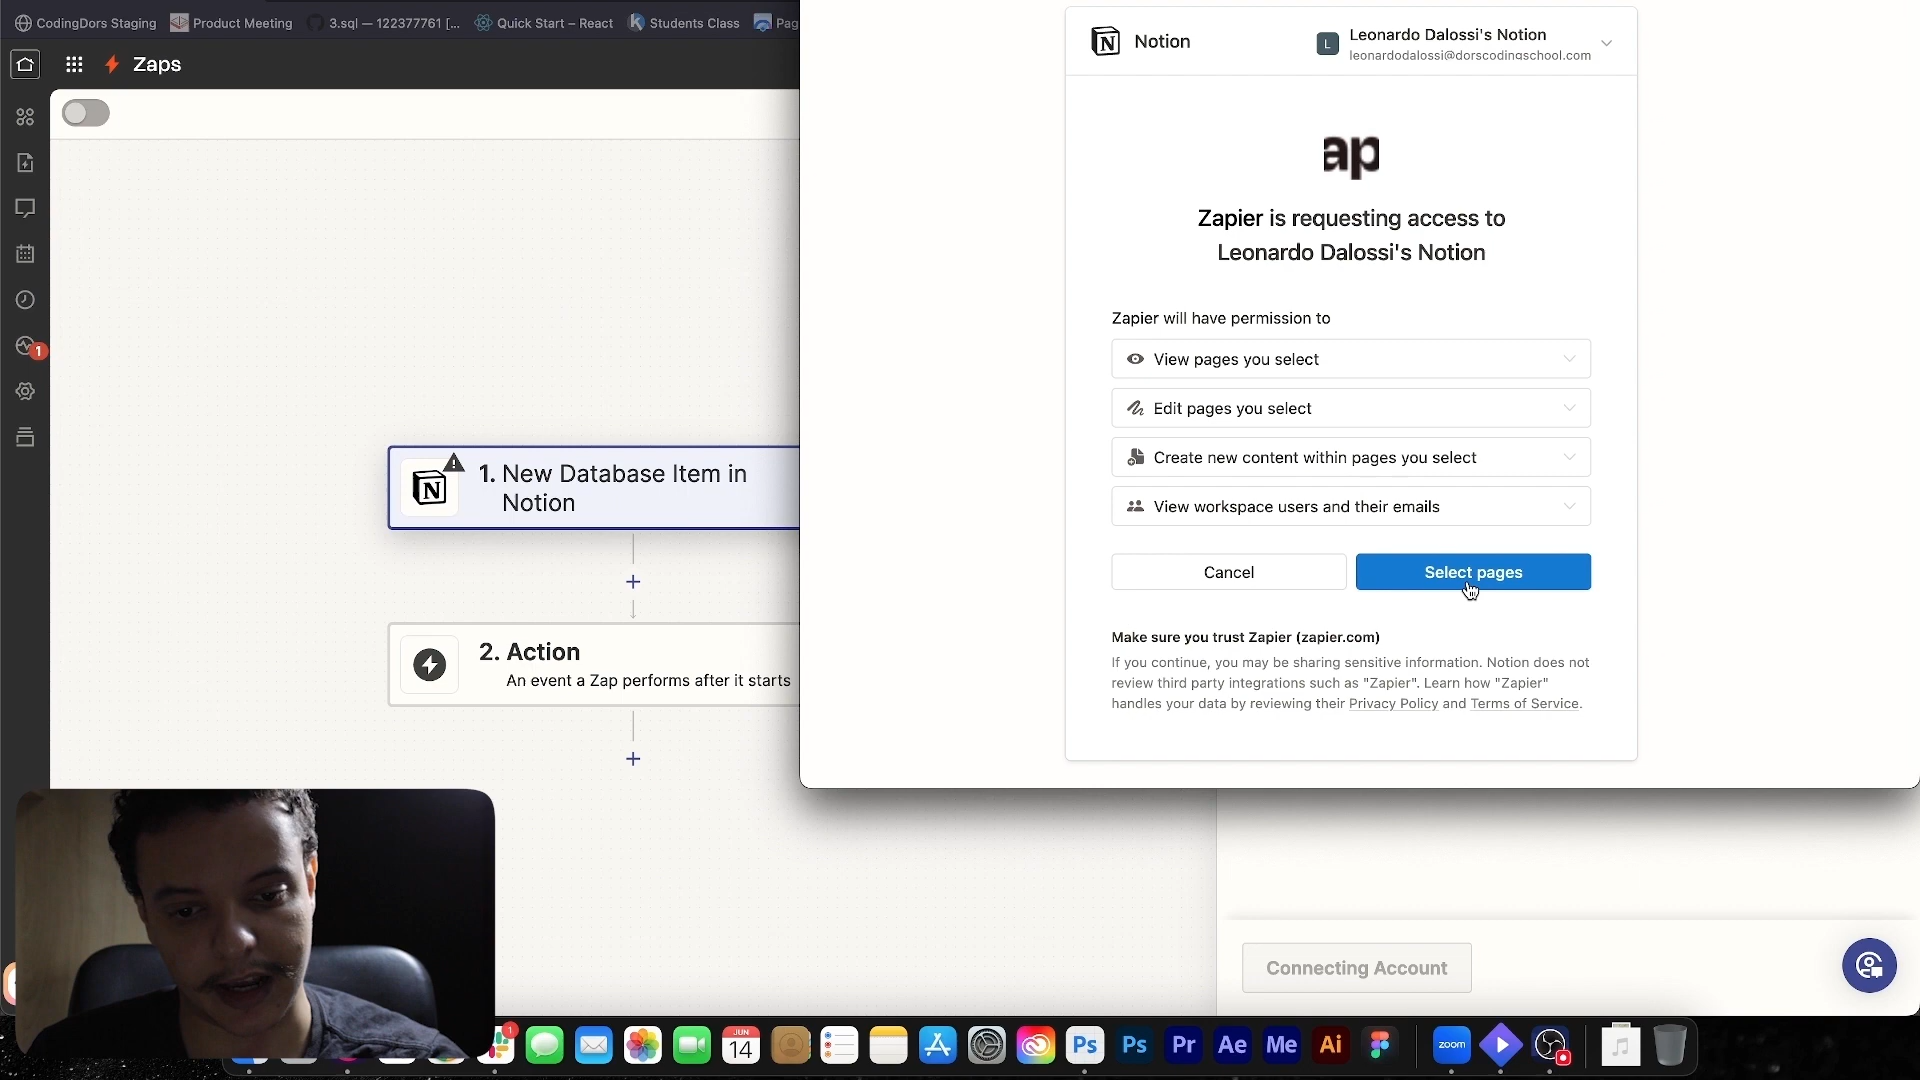 CodingDors Staging
Product Meeting
3.sql — 122377761 [...
Quick Start – React
Students Class
Pag
Zaps
Notion
L
Leonardo Dalossi's Notion
leonardodalossi@dorscodingschool.com
ap
Zapier is requesting access to
Leonardo Dalossi's Notion
Zapier will have permission to
View pages you select
Edit pages you select
Create new content within pages you select
View workspace users and their emails
Cancel
Select pages
Make sure you trust Zapier (zapier.com)
If you continue, you may be sharing sensitive information. Notion does not
review third party integrations such as "Zapier". Learn how "Zapier"
handles your data by reviewing their Privacy Policy and Terms of Service.
1
1. New Database Item in
Notion
2. Action
An event a Zap performs after it starts
Connecting Account
1
JUN
14
Ps
Ps
Pr
Ae
Me
Ai
zoom